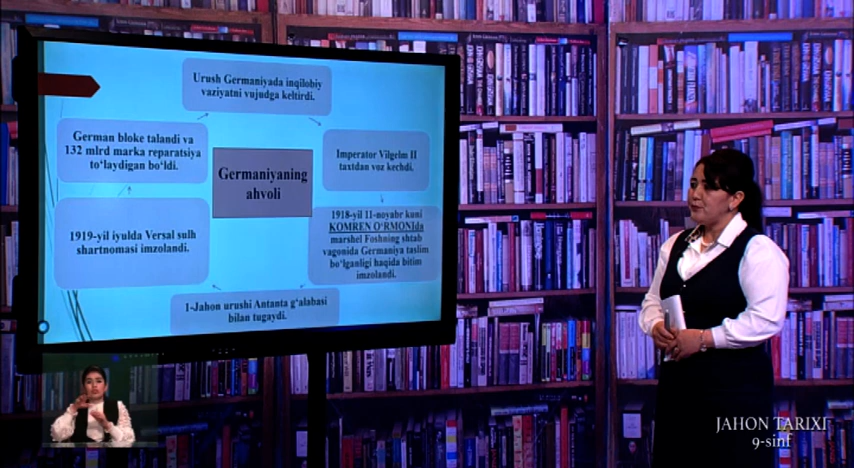 Urush Germaniyada inqilobiy
vaziyatni vujudga keltirdi.
German bloke talandi va
132 mlrd marka reparatsiya
to‘laydigan bo‘ldi.
Germaniyaning
ahvoli
Imperator Vilgelm II
taxtdan voz kechdi.
1919-yil iyulda Versal sulh
shartnomasi imzolandi.
1918-yil 11-noyabr kuni
KOMREN O‘RMONIda
marshel Foshning shtab
vagonida Germaniya taslim
bo‘lganligi haqida bitim
imzolandi.
1-Jahon urushi Antanta g‘alabasi
bilan tugaydi.
JAHON TARIXI
9-sinf